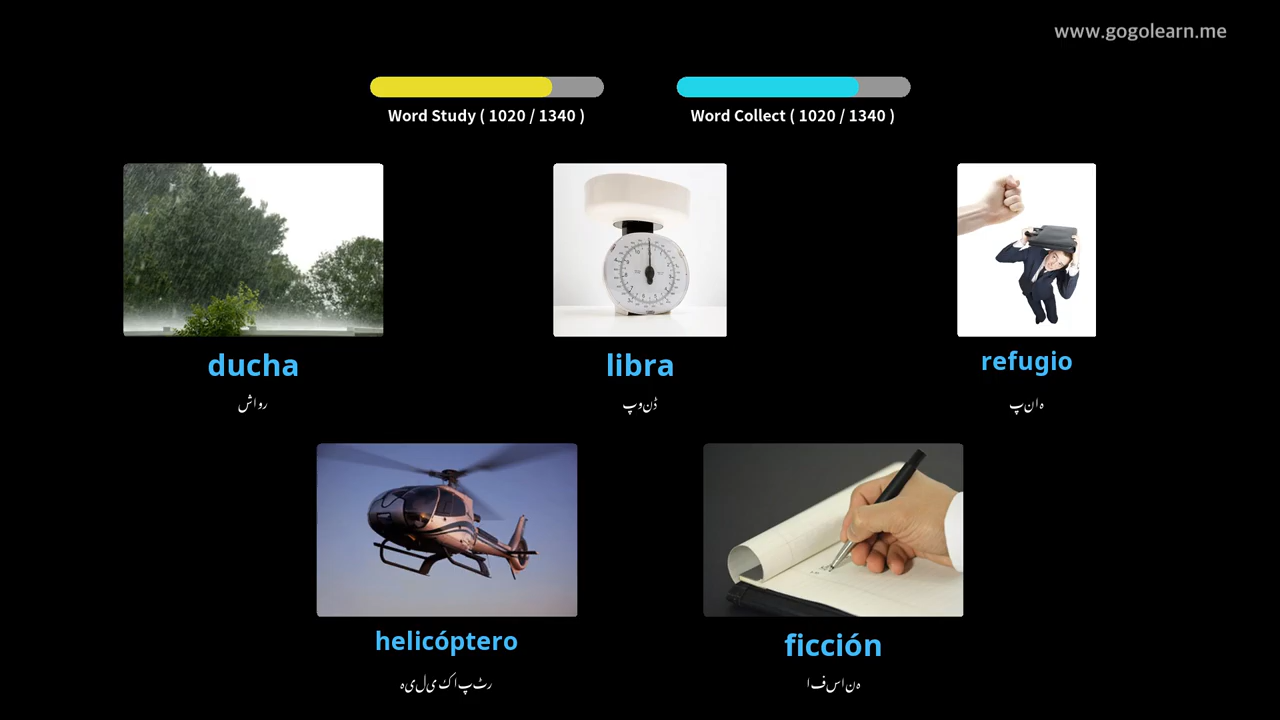 www.gogolearn.me
Word Study ( 1020 / 1340 )
Word Collect ( 1020 / 1340 )
ducha
رواش
libra
ڈنوپ
refugio
ہانپ
helicóptero
رٹپاکیلیہ
ficción
ہناسفا